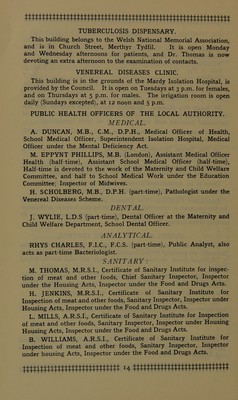 TUBERCULOSIS DISPENSARY.
This building belongs to the Welsh National Memorial Association,
and is in Church Street, Merthyr Tydfil. It is open Monday
and Wednesday afternoons for patients, and Dr. Thomas is now
devoting an extra afternoon to the examination of contacts.
VENEREAL DISEASES CLINIC.
This building is in the grounds of the Mardy Isolation Hospital, is
provided by the Council. It is open on Tuesdays at 3 p.m. for females,
and on Thursdays at 5 p.m. for males. The irrigation room is open
daily (Sundays excepted), at 12 noon and 5 p.m.
PUBLIC HEALTH OFFICERS OF THE LOCAL AUTHORITY.
MEDICAL.
A. DUNCAN, M.B., C.M., D.P.H., Medical Officer of Health,
School Medical Officer, Superintendent Isolation Hospital, Medical
Officer under the Mental Deficiency Act.
M. EPPYNT PHILLIPS, M.B. (London), Assistant Medical Officer
Health (half-time), Assistant School Medical Officer (half-time),
Half-time is devoted to the work of the Maternity and Child Welfare
Committee, and half to School Medical Work under the Education
Committee; Inspector of Midwives.
H. SCHOLBERG, M.B., D.P.H. (part-time), Pathologist under the
Venereal Diseases Scheme.
DENTAL.
J. WYLIE, L.D.S (part-time), Dental Officer at the Maternity and
Child Welfare Department, School Dental Officer.
ANALYTICAL.
RHYS CHARLES, F.I.C., F.C.S. (part-time), Public Analyst, also
acts as part-time Bacteriologist.
SANITARY:
M. THOMAS, M.R.S.I., Certificate of Sanitary Institute for inspec-
tion of meat and other foods, Chief Sanitary Inspector, Inspector
under the Housing Acts, Inspector under the Food and Drugs Acts.
H. JENKINS, M.R.S.I., Certificate of Sanitary Institute for
Inspection of meat and other foods, Sanitary Inspector, Inspector under
Housing Acts, Inspector under the Food and Drugs Acts.
L. MILLS, A.R.S.I., Certificate of Sanitary Institute for Inspection
of meat and other foods, Sanitary Inspector, Inspector under Housing
Housing Acts, Inspector under the Food and Drugs Acts.
B. WILLIAMS, A.R.S.I., Certificate of Sanitary Institute for
Inspection of meat and other foods, Sanitary Inspector, Inspector
under housing Acts, Inspector under the Food and Drugs Acts.
14